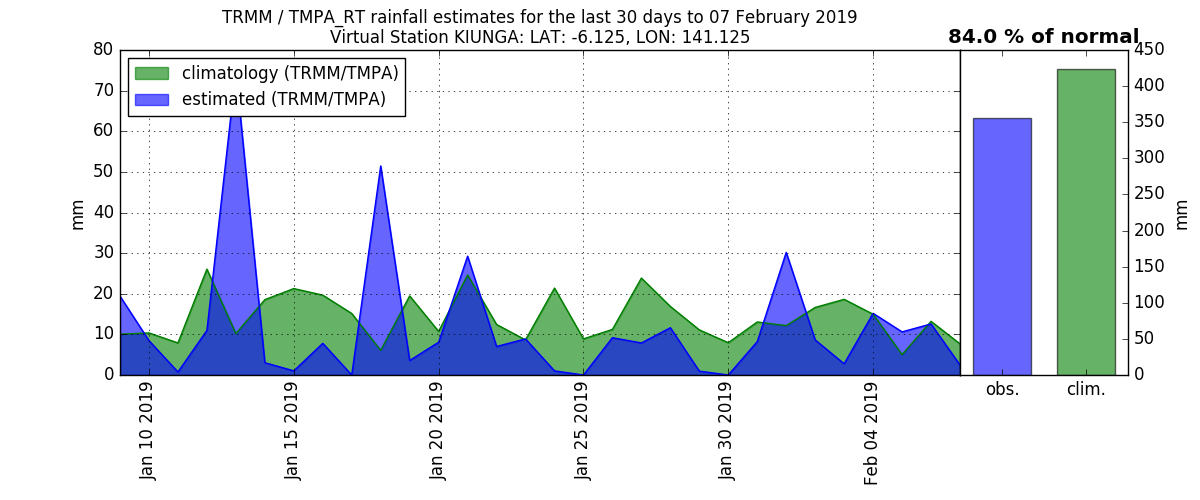 TRMM / TMPA_RT rainfall estimates for the last 30 days to 07 February 2019
Virtual Station KIUNGA: LAT: -6.125, LON: 141.125
84.0 % of normal
climatology (TRMM/TMPA)
estimated (TRMM/TMPA)
mm
80
70
60
50
40
30
20
10
0
Jan 10 2019
Jan 15 2019
Jan 20 2019
Jan 25 2019
Jan 30 2019
Feb 04 2019
450
400
350
300
250
200
150
100
50
0
mm
obs.
clim.